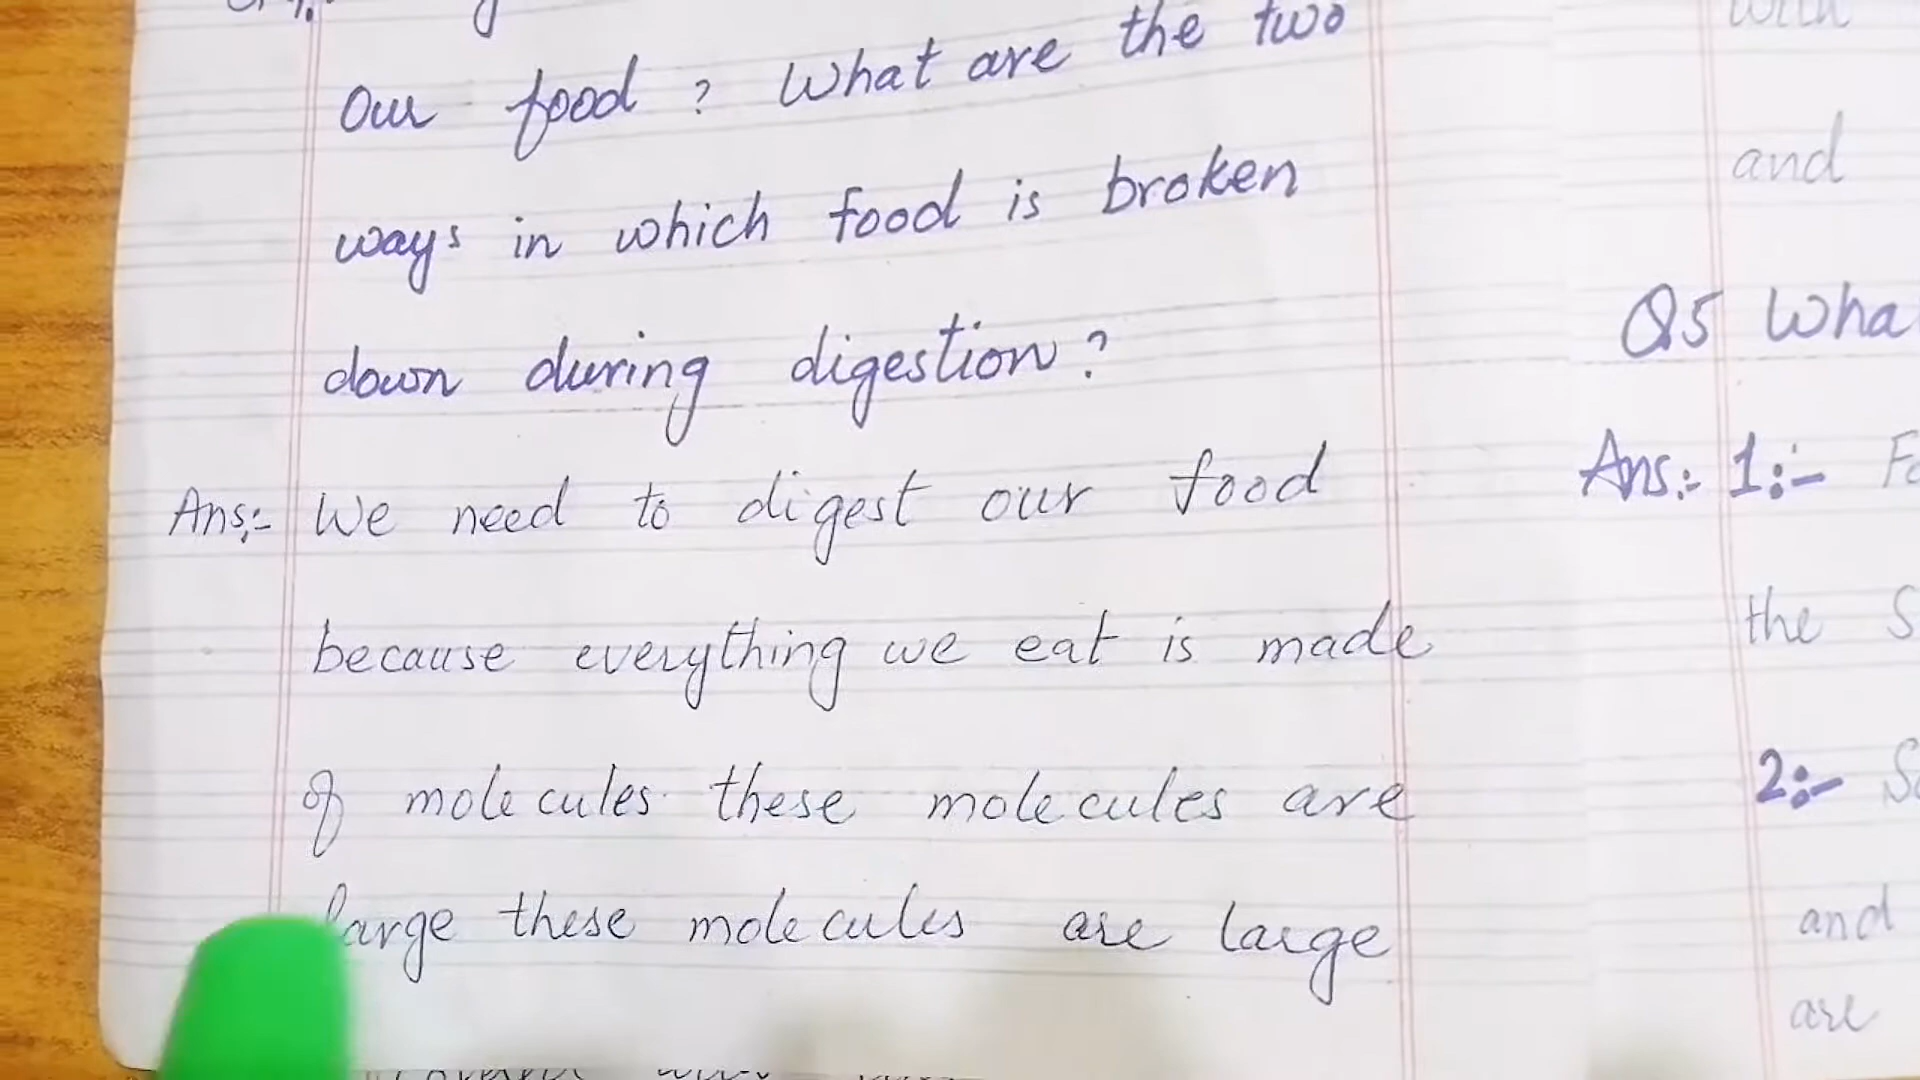 Our food ? What are the two
ways in which food is broken
down during digestion?
Ans:- We need to digest our food
because everything we eat is made
of molecules. these molecules are
large these molecules are large
with
and
Q5 Wha
Ans:- 1:-
the S
2:-
and
are